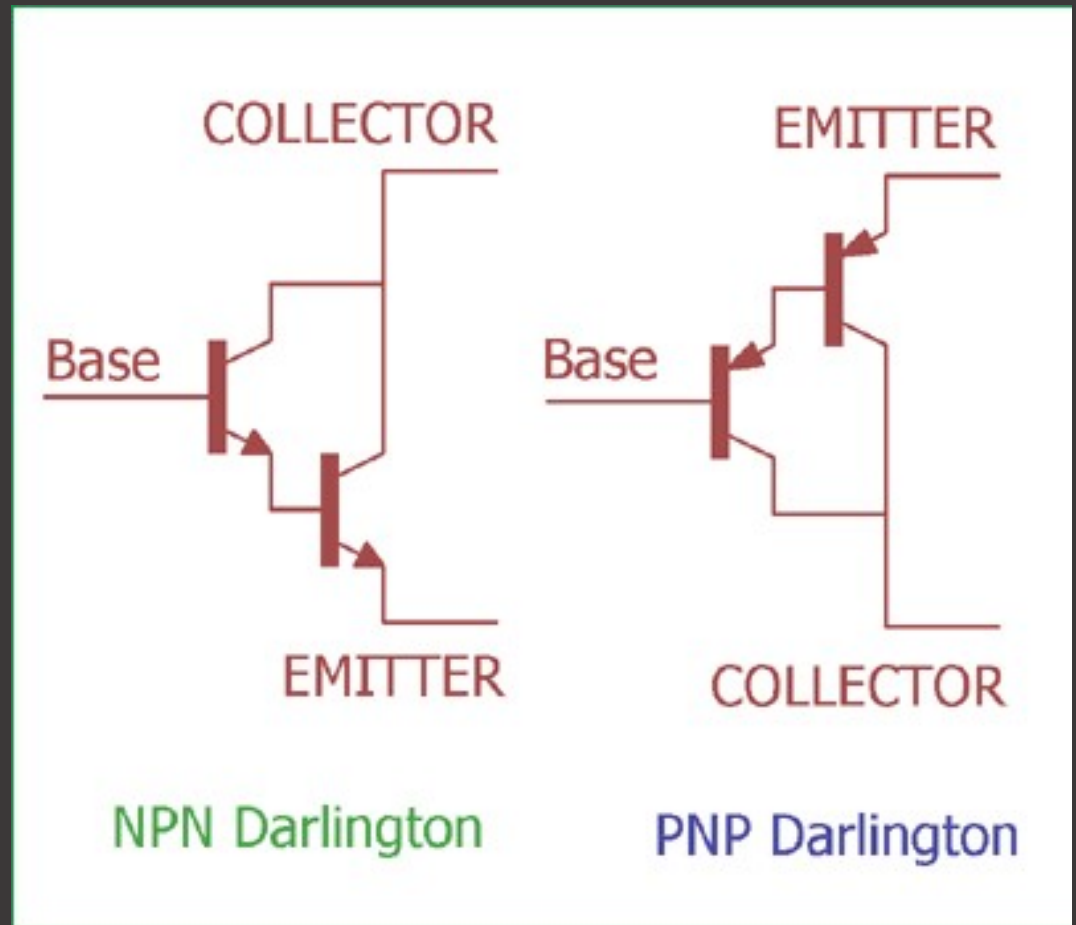 COLLECTOR
Base
EMITTER
NPN Darlington
EMITTER
Base
COLLECTOR
PNP Darlington